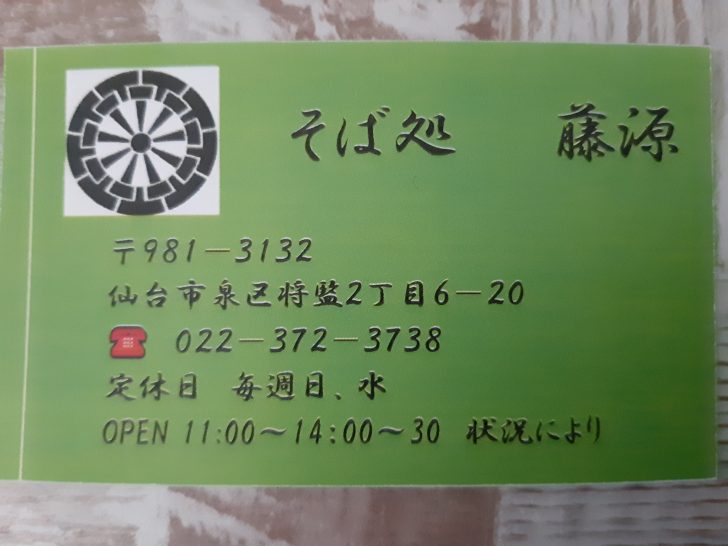 そば処　藤源
〒981－3132
仙台市泉区将監2丁目6－20
☎ 022－372－3738
定休日　毎週日、水
OPEN 11:00～14:00～30　状況により